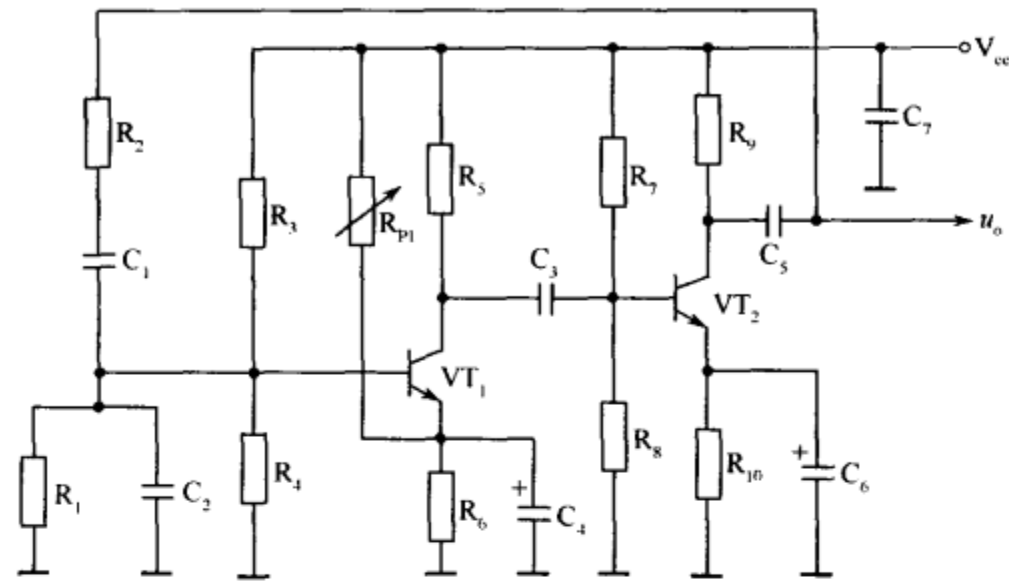 V_cc
R_2
R_9
C_7
R_3
R_P1
R_5
R_7
C_1
C_3
C_5
u_o
VT_1
VT_2
R_1
C_2
R_4
R_6
C_4
+
R_8
R_10
C_6
+